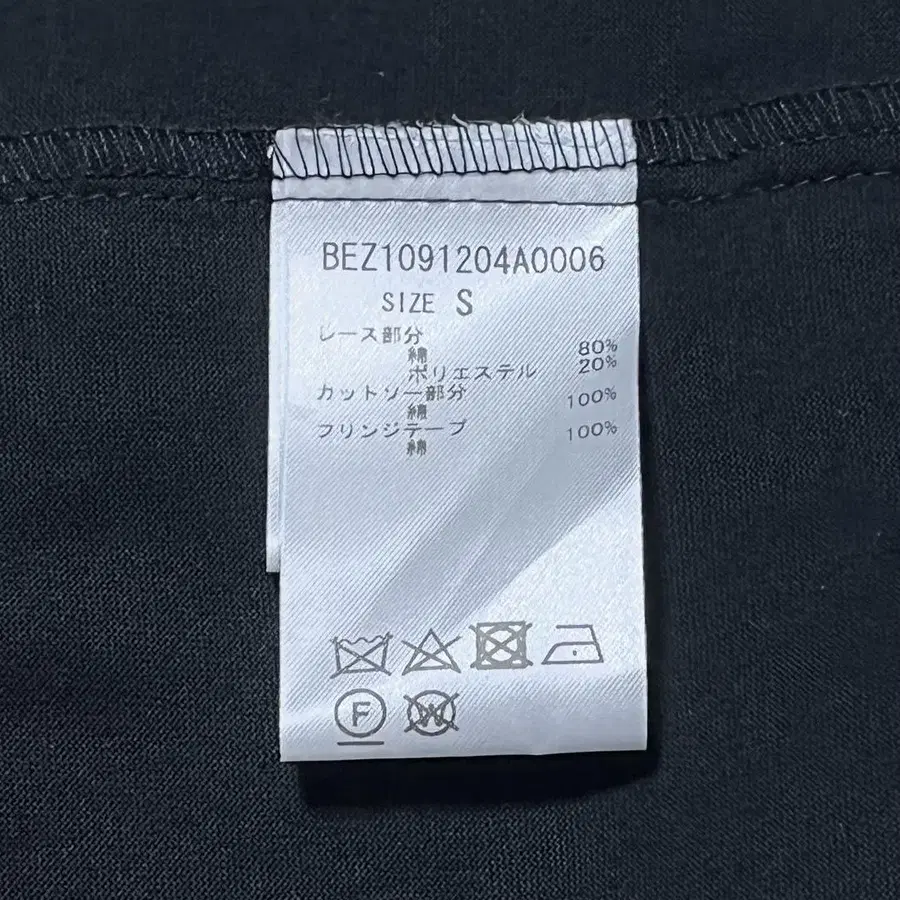 BEZ1091204A0006
SIZE S
レース部分
綿 80%
ポリエステル 20%
カットソー部分
綿 100%
フリンジテープ
綿 100%
F
W